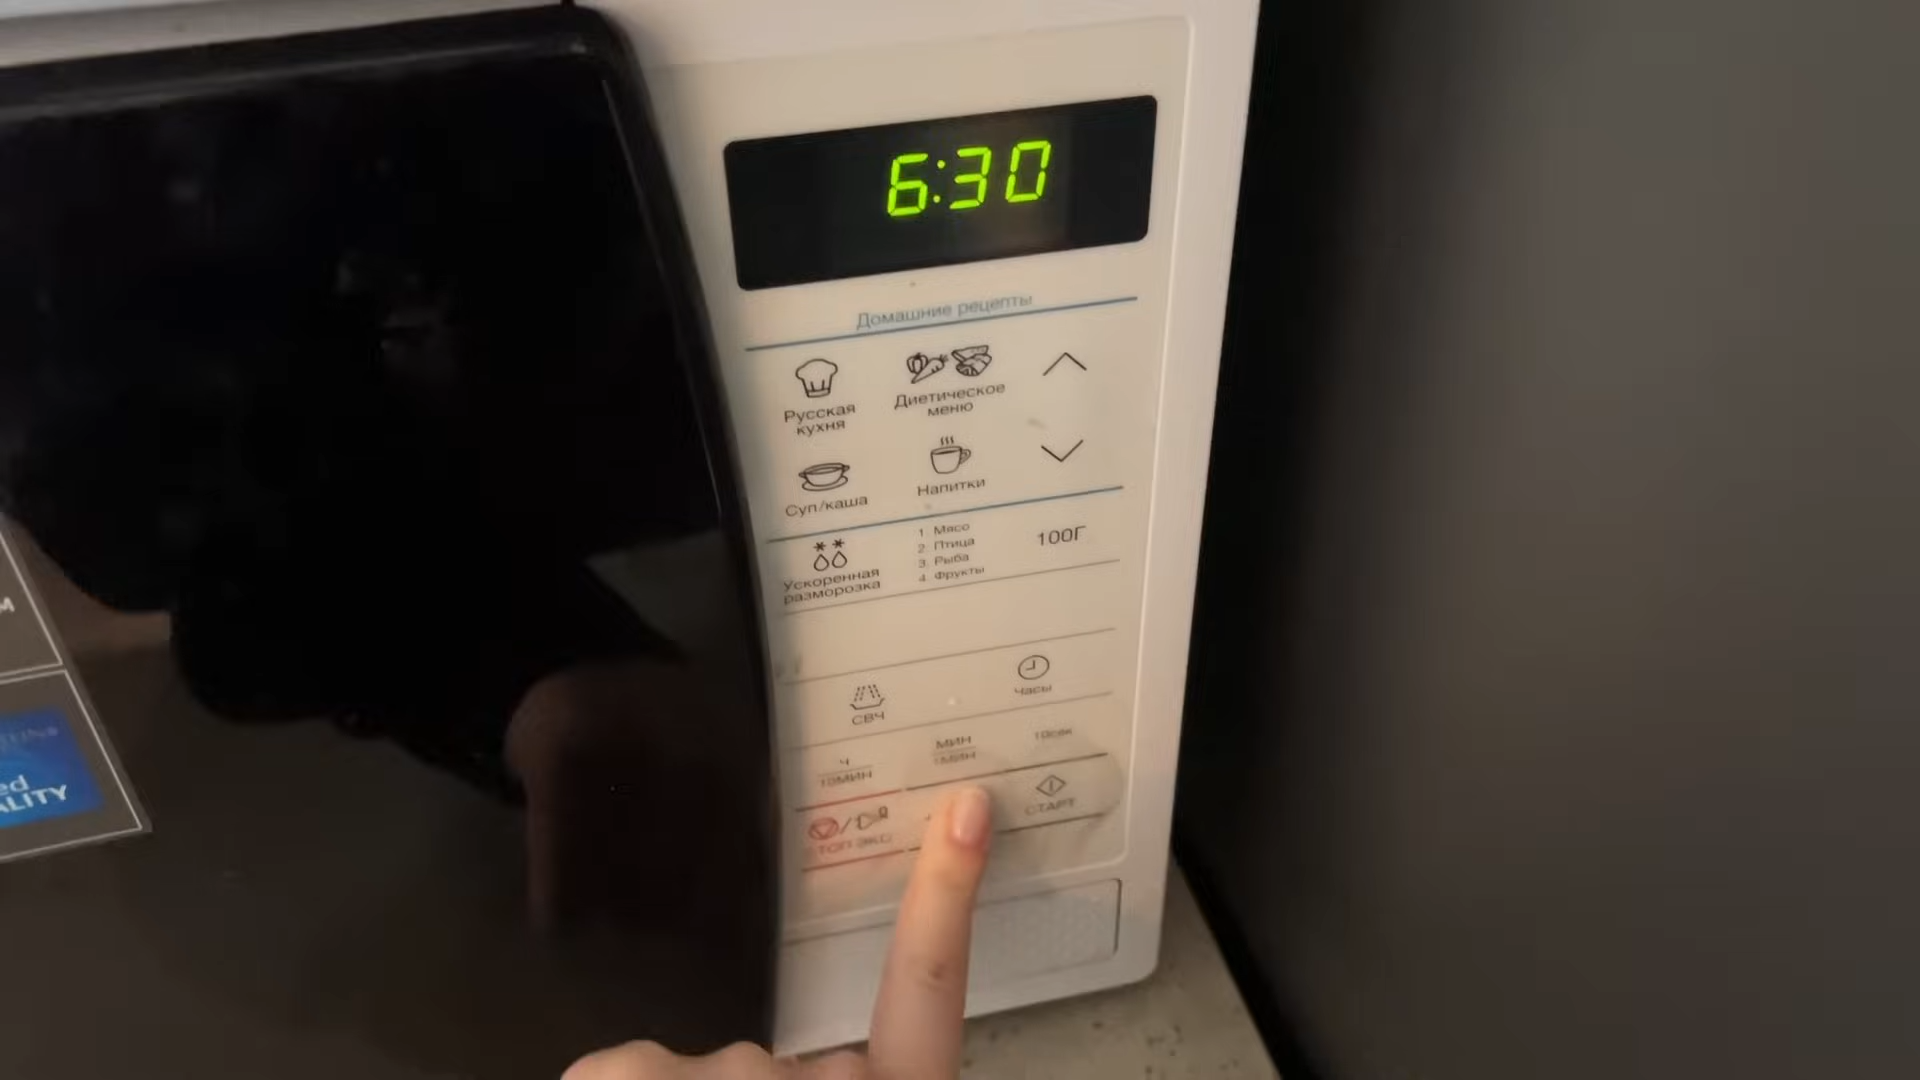 6:30
Домашние рецепты
Русская
кухня
Диетическое
меню
Суп/каша
Напитки
Ускоренная
разморозка
1 Мясо
2 Птица
3 Рыба
4 Фрукты
100Г
СВЧ
Часы
Ч
10МИН
МИН
1МИН
10сек
СТАРТ
ALITY